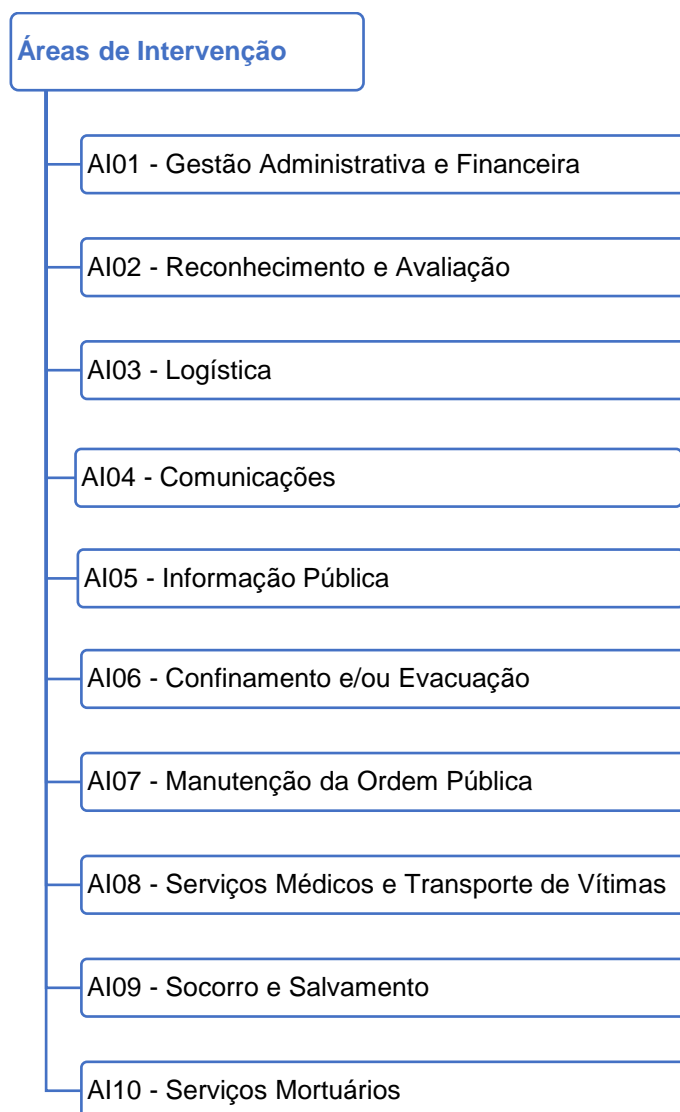 Áreas de Intervenção
AI01 - Gestão Administrativa e Financeira
AI02 - Reconhecimento e Avaliação
AI03 - Logística
AI04 - Comunicações
AI05 - Informação Pública
AI06 - Confinamento e/ou Evacuação
AI07 - Manutenção da Ordem Pública
AI08 - Serviços Médicos e Transporte de Vítimas
AI09 - Socorro e Salvamento
AI10 - Serviços Mortuários